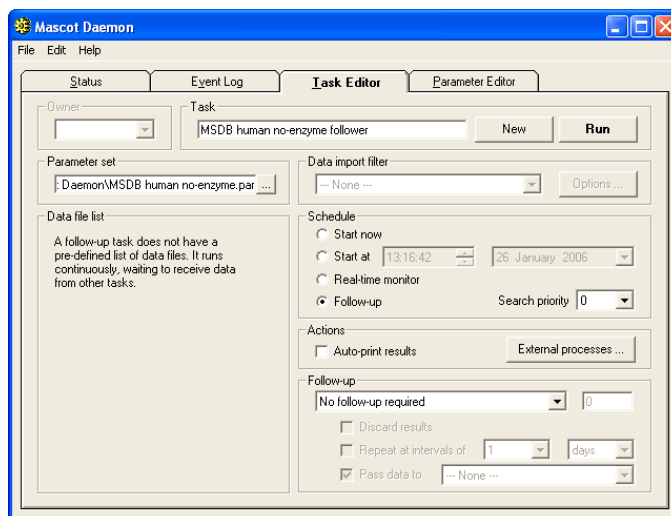 Mascot Daemon
File Edit Help
Status Event Log Task Editor Parameter Editor
Owner
Task
MSDB human no-enzyme follower
New
Run
Parameter set
: Daemon\MSDB human no-enzyme.par
...
Data import filter
--- None ---
Options ...
Data file list
A follow-up task does not have a
pre-defined list of data files. It runs
continuously, waiting to receive data
from other tasks.
Schedule
Start now
Start at 13:16:42 26 January 2006
Real-time monitor
Follow-up Search priority 0
Actions
Auto-print results External processes ...
Follow-up
No follow-up required 0
Discard results
Repeat at intervals of 1 days
Pass data to --- None ---